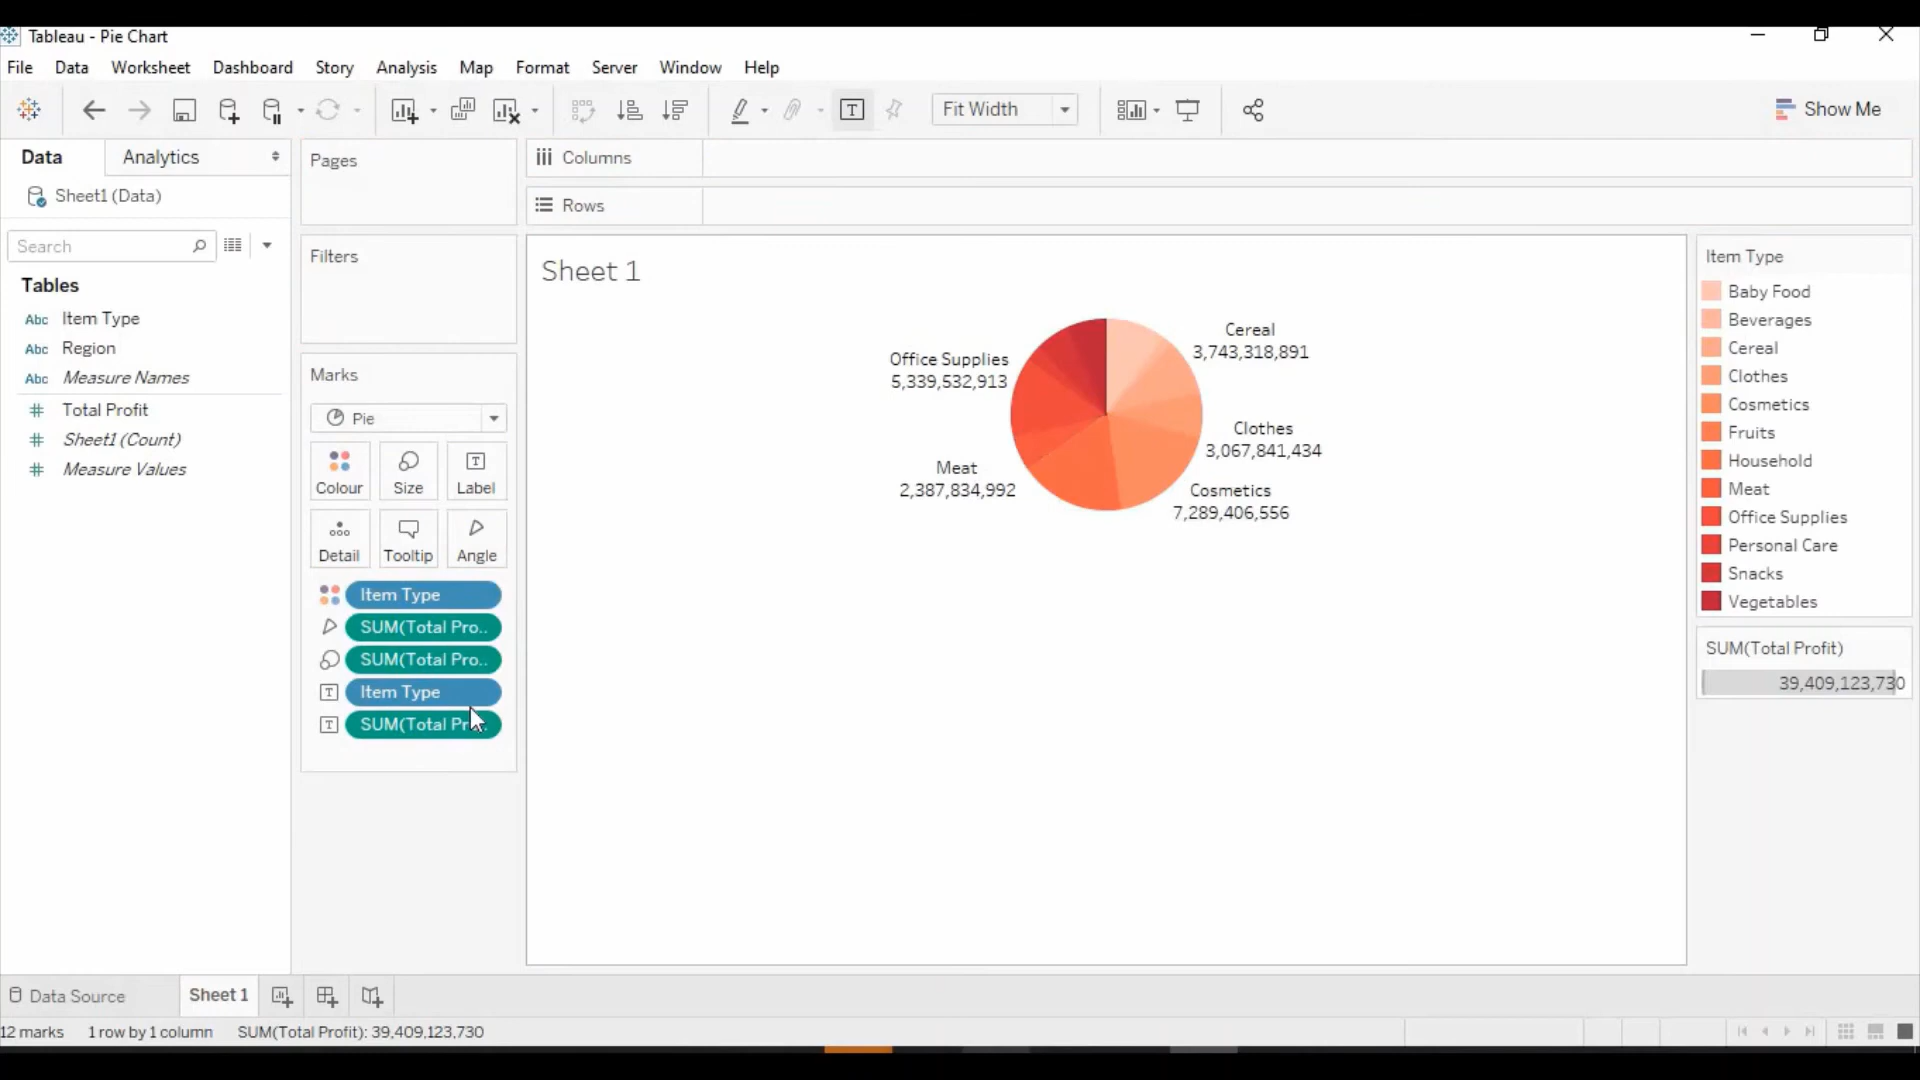 Tableau - Pie Chart
File Data Worksheet Dashboard Story Analysis Map Format Server Window Help
Fit Width
Show Me
Data Analytics
Sheet1 (Data)
Search
Tables
Abc Item Type
Abc Region
Abc Measure Names
# Total Profit
# Sheet1 (Count)
# Measure Values
Pages
Filters
Marks
Pie
Colour Size Label
Detail Tooltip Angle
Item Type
SUM(Total Pro..
SUM(Total Pro..
T Item Type
T SUM(Total
Columns
Rows
Sheet 1
Office Supplies
5,339,532,913
Meat
2,387,834,992
Cereal
3,743,318,891
Clothes
3,067,841,434
Cosmetics
7,289,406,556
Item Type
Baby Food
Beverages
Cereal
Clothes
Cosmetics
Fruits
Household
Meat
Office Supplies
Personal Care
Snacks
Vegetables
SUM(Total Profit)
39,409,123,730
Data Source Sheet 1
12 marks 1 row by 1 column SUM(Total Profit): 39,409,123,730